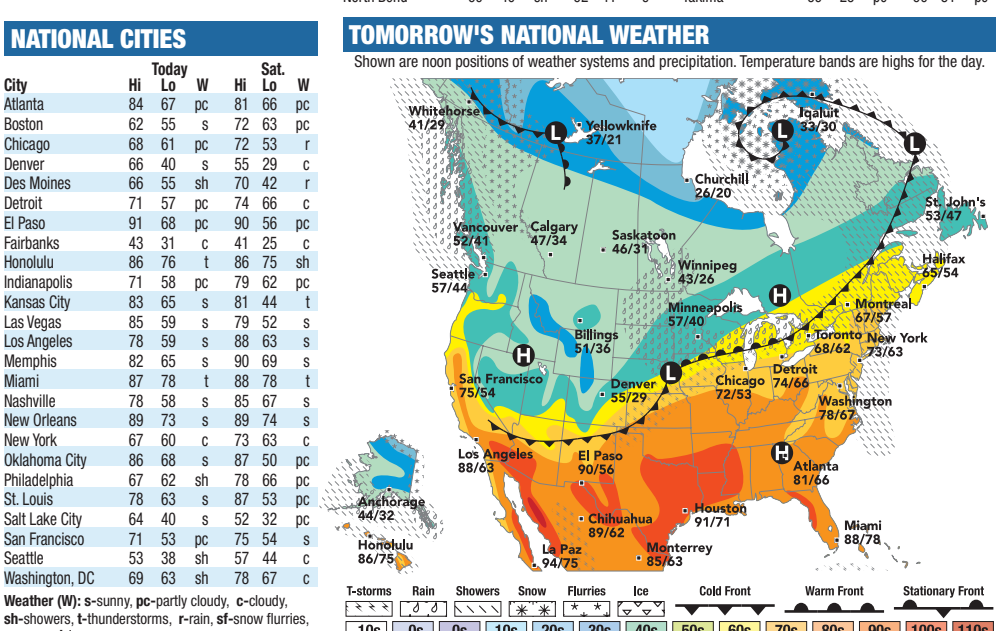 NATIONAL CITIES
Today Sat.
City Hi Lo W Hi Lo W
Atlanta 84 67 pc 81 66 pc
Boston 62 55 s 72 63 pc
Chicago 68 61 pc 72 53 r
Denver 66 40 s 55 29 c
Des Moines 66 55 sh 70 42 r
Detroit 71 57 pc 74 66 c
El Paso 91 68 pc 90 56 pc
Fairbanks 43 31 c 41 25 c
Honolulu 86 76 t 86 75 sh
Indianapolis 71 58 pc 79 62 pc
Kansas City 83 65 s 81 44 t
Las Vegas 85 59 s 79 52 s
Los Angeles 78 59 s 88 63 s
Memphis 82 65 s 90 69 s
Miami 87 78 t 88 78 t
Nashville 78 58 s 85 67 s
New Orleans 89 73 s 89 74 s
New York 67 60 c 73 63 c
Oklahoma City 86 68 s 87 50 pc
Philadelphia 67 62 sh 78 66 pc
St. Louis 78 63 s 87 53 pc
Salt Lake City 64 40 s 52 32 pc
San Francisco 71 53 pc 75 54 s
Seattle 53 38 sh 57 44 c
Washington, DC 69 63 sh 78 67 c
Weather (W): s-sunny, pc-partly cloudy, c-cloudy,
sh-showers, t-thunderstorms, r-rain, sf-snow flurries,
TOMORROW'S NATIONAL WEATHER
Shown are noon positions of weather systems and precipitation. Temperature bands are highs for the day.
Whitehorse
41/29
Yellowknife
37/21
L
Iqaluit
33/30
L
L
Churchill
26/20
St. John's
53/47
Vancouver
52/41
Calgary
47/34
Saskatoon
46/31
Seattle
57/44
Winnipeg
43/26
Halifax
65/54
H
Minneapolis
57/40
Montreal
67/57
Billings
51/36
Toronto
68/62
New York
73/63
H
L
San Francisco
75/54
Denver
55/29
Chicago
72/53
Detroit
74/66
Washington
78/67
Los Angeles
88/63
El Paso
90/56
H
Atlanta
81/66
Anchorage
44/32
Honolulu
86/75
Chihuahua
89/62
Houston
91/71
Miami
88/78
La Paz
94/75
Monterrey
85/63
T-storms Rain Showers Snow Flurries Ice Cold Front Warm Front Stationary Front
-10s -0s 0s 10s 20s 30s 40s 50s 60s 70s 80s 90s 100s 110s